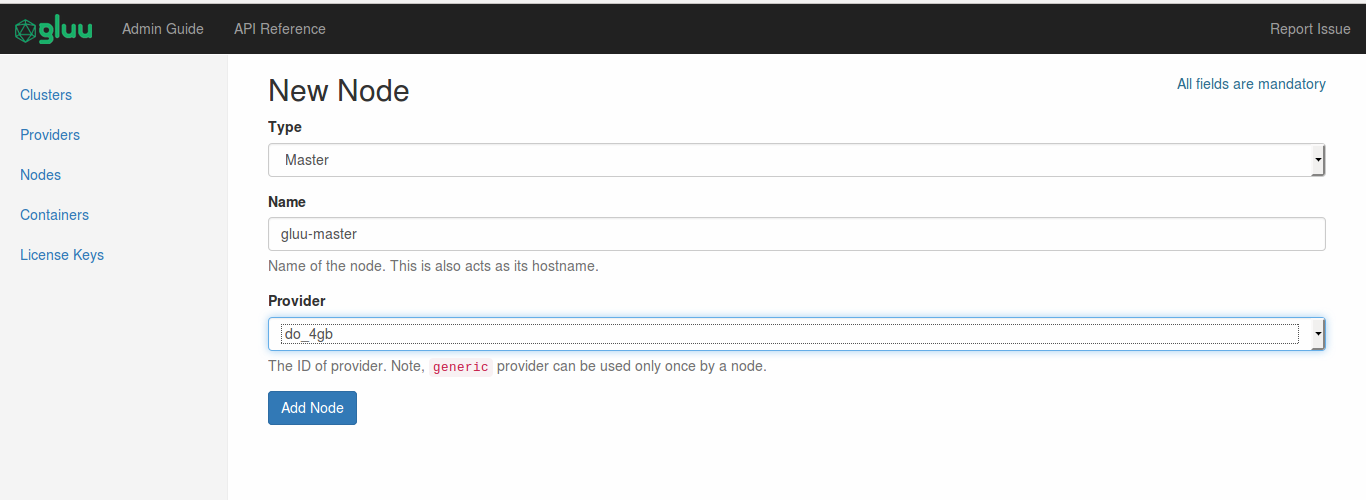 gluu Admin Guide API Reference Report Issue
Clusters
Providers
Nodes
Containers
License Keys
New Node
All fields are mandatory
Type
Master
Name
gluu-master
Name of the node. This is also acts as its hostname.
Provider
do_4gb
The ID of provider. Note, generic provider can be used only once by a node.
Add Node